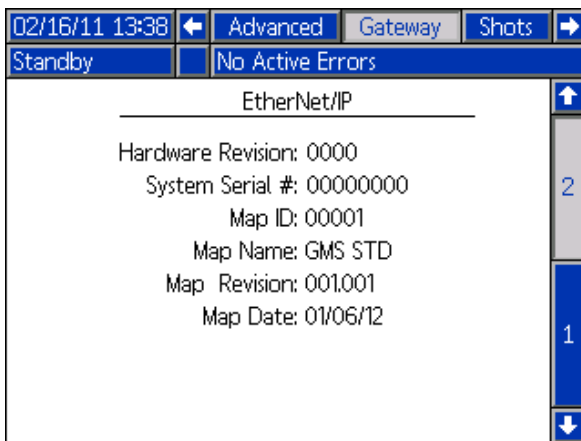 02/16/11 13:38 Advanced Gateway Shots
Standby No Active Errors
EtherNet/IP
Hardware Revision: 0000
System Serial #: 00000000
2
Map ID: 00001
Map Name: GMS STD
Map Revision: 001.001
Map Date: 01/06/12
1